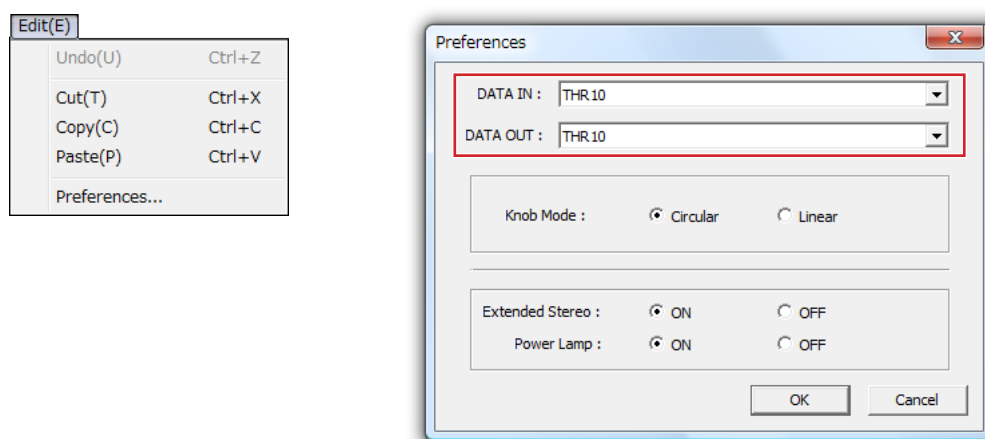 Edit(E)
Undo(U) Ctrl+Z
Cut(T) Ctrl+X
Copy(C) Ctrl+C
Paste(P) Ctrl+V
Preferences...
Preferences
DATA IN : THR10
DATA OUT : THR10
Knob Mode : Circular Linear
Extended Stereo : ON OFF
Power Lamp : ON OFF
OK Cancel